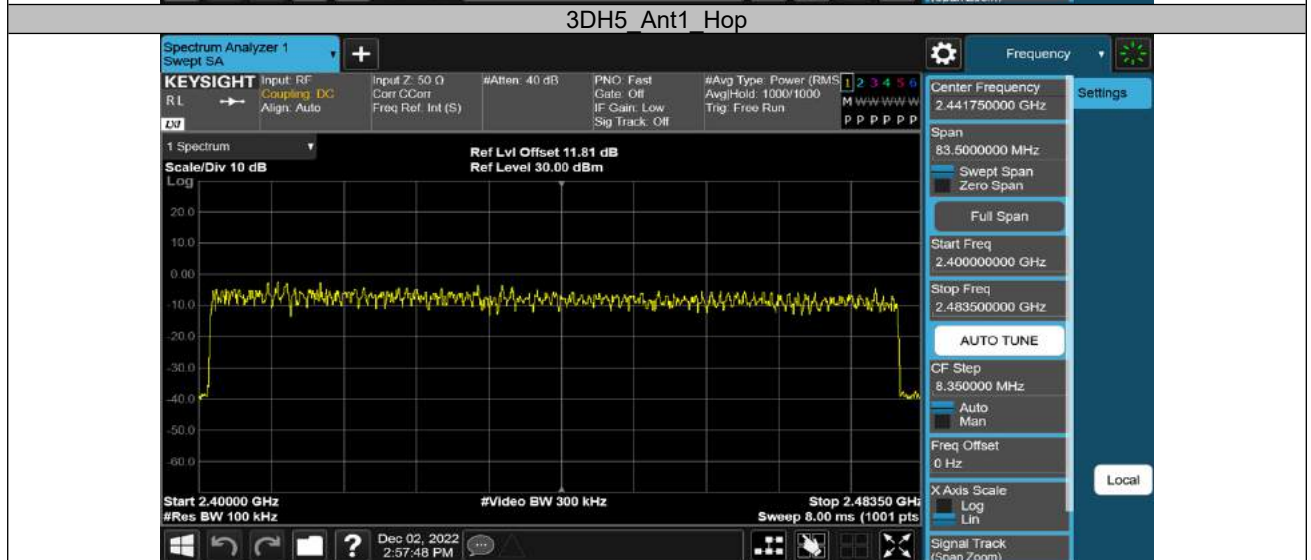 3DH5_Ant1_Hop
Spectrum Analyzer 1
Swept SA
Frequency
KEYSIGHT
RL
LXI
Input: RF
Coupling: DC
Align: Auto
Input Z: 50 Ω
Corr CCorr
Freq Ref: Int (S)
#Atten: 40 dB
PNO: Fast
Gate: Off
IF Gain: Low
Sig Track: Off
#Avg Type: Power (RMS
Avg|Hold: 1000/1000
Trig: Free Run
1 2 3 4 5 6
M W W W W W
P P P P P P
Center Frequency
2.441750000 GHz
Settings
Span
83.5000000 MHz
Swept Span
Zero Span
Full Span
Start Freq
2.400000000 GHz
Stop Freq
2.483500000 GHz
AUTO TUNE
CF Step
8.350000 MHz
Auto
Man
Freq Offset
0 Hz
X Axis Scale
Log
Lin
Signal Track
(Span Zoom)
Local
1 Spectrum
Scale/Div 10 dB
Log
Ref Lvl Offset 11.81 dB
Ref Level 30.00 dBm
20.0
10.0
0.00
-10.0
-20.0
-30.0
-40.0
-50.0
-60.0
Start 2.40000 GHz
#Res BW 100 kHz
#Video BW 300 kHz
Stop 2.48350 GHz
Sweep 8.00 ms (1001 pts
?
Dec 02, 2022
2:57:48 PM